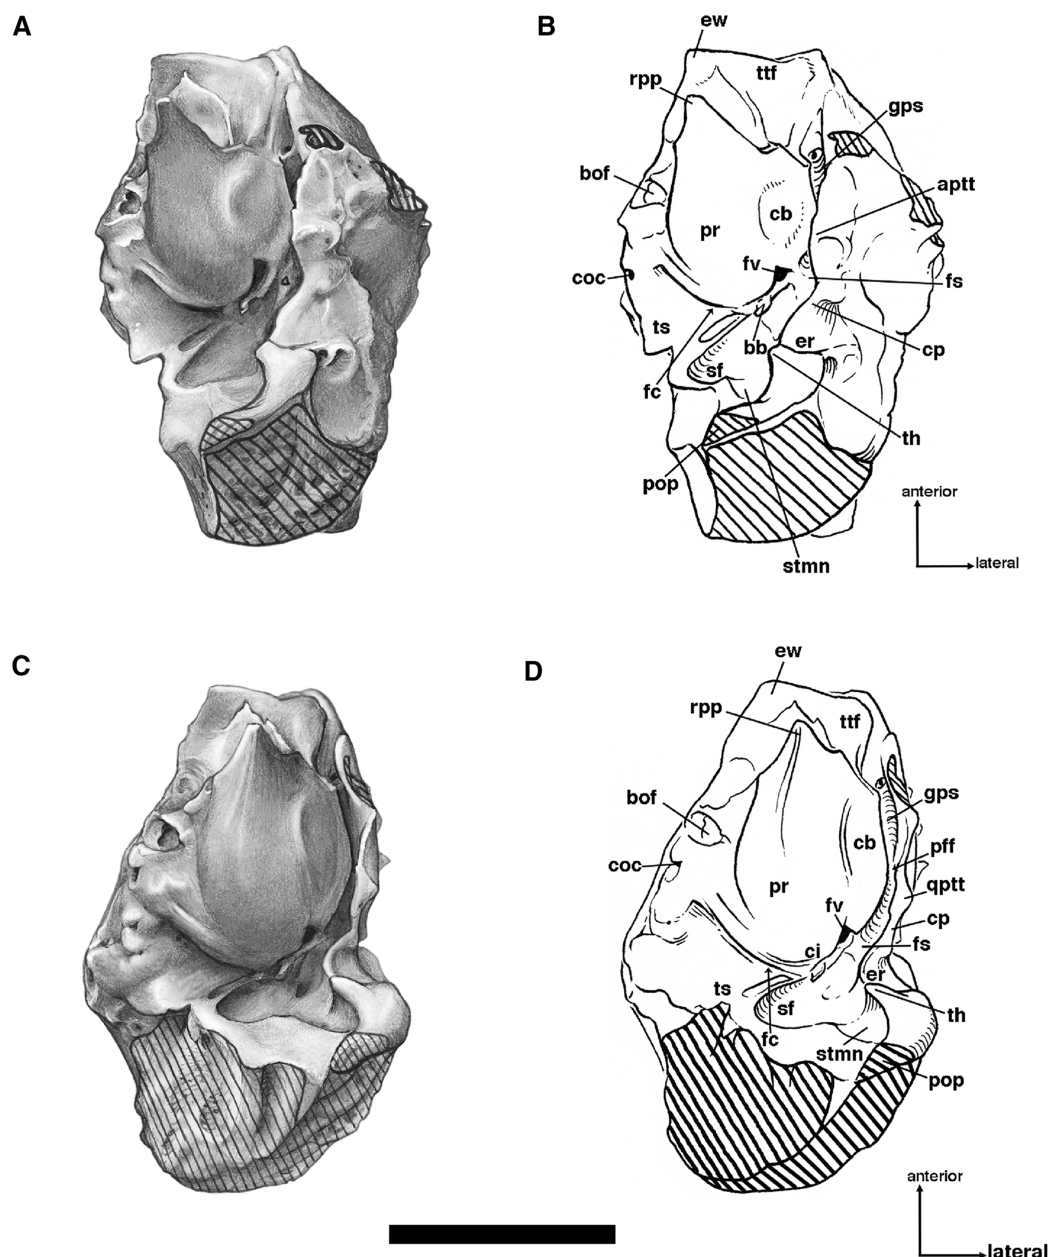 A
B
ew
ttf
rpp
gps
bof
aptt
cb
pr
fv
coc
fs
ts
bb
er
cp
sf
fc
th
pop
anterior
stmn
lateral
C
D
ew
rpp
ttf
bof
gps
cb
pff
coc
qptt
pr
fv
cp
ci
fs
er
ts
sf
th
fc
stmn
pop
anterior
lateral